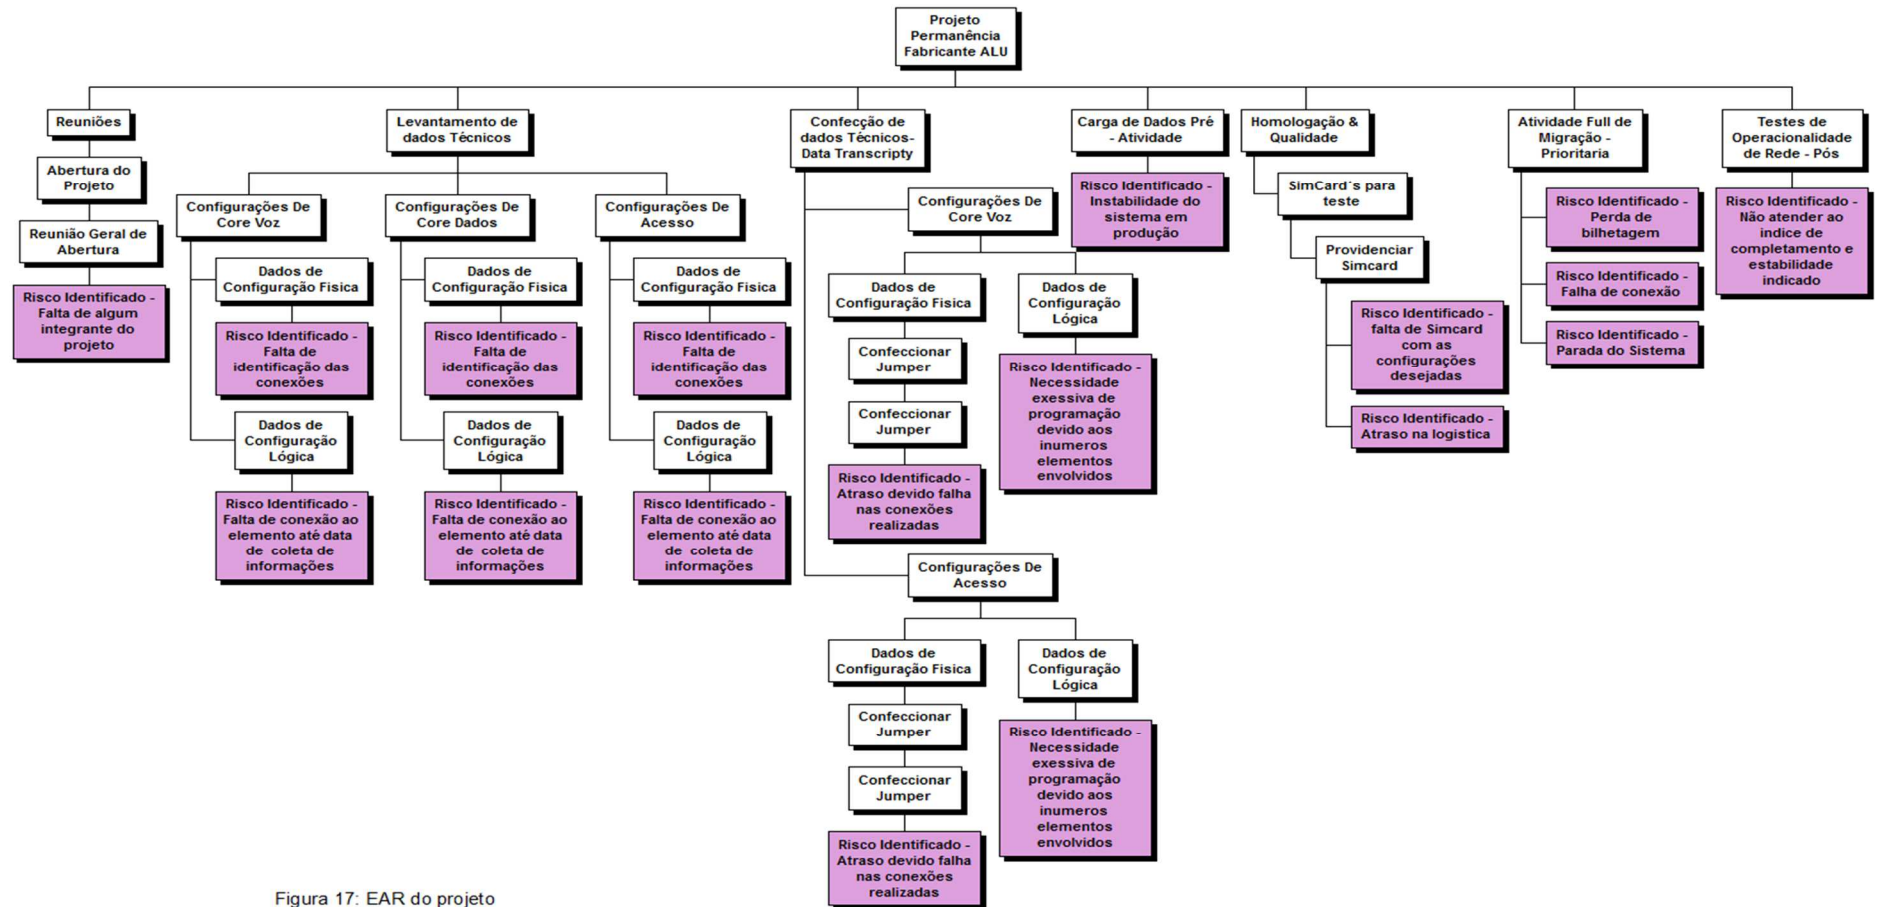 Projeto
Permanência
Fabricante ALU
Reuniões
Abertura do
Projeto
Reunião Geral de
Abertura
Risco Identificado -
Falta de algum
integrante do
projeto
Levantamento de
dados Técnicos
Configurações De
Core Voz
Dados de
Configuração Fisica
Risco Identificado -
Falta de
identificação das
conexões
Dados de
Configuração
Lógica
Risco Identificado -
Falta de conexão ao
elemento até data
de coleta de
informações
Configurações De
Core Dados
Dados de
Configuração Fisica
Risco Identificado -
Falta de
identificação das
conexões
Dados de
Configuração
Lógica
Risco Identificado -
Falta de conexão ao
elemento até data
de coleta de
informações
Configurações De
Acesso
Dados de
Configuração Fisica
Risco Identificado -
Falta de
identificação das
conexões
Dados de
Configuração
Lógica
Risco Identificado -
Falta de conexão ao
elemento até data
de coleta de
informações
Confecção de
dados Técnicos-
Data Transcripty
Configurações De
Core Voz
Dados de
Configuração Fisica
Confeccionar
Jumper
Confeccionar
Jumper
Risco Identificado -
Atraso devido falha
nas conexões
realizadas
Dados de
Configuração
Lógica
Risco Identificado -
Necessidade
exessiva de
programação
devido aos
inumeros
elementos
envolvidos
Configurações De
Acesso
Dados de
Configuração Fisica
Confeccionar
Jumper
Confeccionar
Jumper
Risco Identificado -
Atraso devido falha
nas conexões
realizadas
Dados de
Configuração
Lógica
Risco Identificado -
Necessidade
exessiva de
programação
devido aos
inumeros
elementos
envolvidos
Carga de Dados Pré
- Atividade
Risco Identificado -
Instabilidade do
sistema em
produção
Homologação &
Qualidade
SimCard´s para
teste
Providenciar
Simcard
Risco Identificado -
falta de Simcard
com as
configurações
desejadas
Risco Identificado -
Atraso na logistica
Atividade Full de
Migração -
Prioritaria
Risco Identificado -
Perda de
bilhetagem
Risco Identificado -
Falha de conexão
Risco Identificado -
Parada do Sistema
Testes de
Operacionalidade
de Rede - Pós
Risco Identificado -
Não atender ao
indice de
completamento e
estabilidade
indicado
Figura 17: EAR do projeto